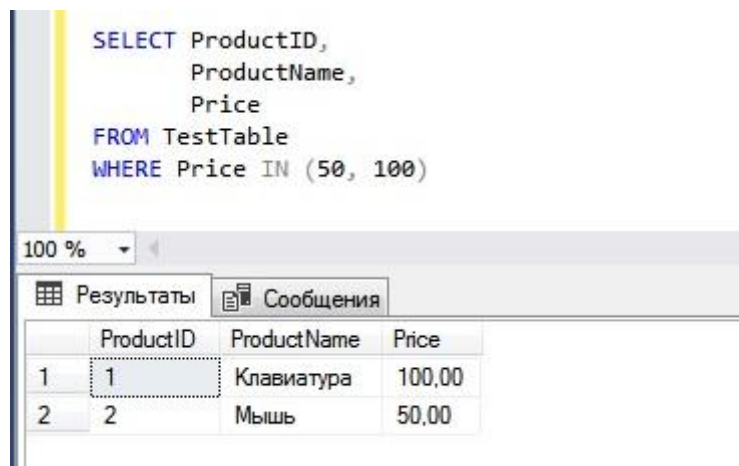 SELECT ProductID,
ProductName,
Price
FROM TestTable
WHERE Price IN (50, 100)
100 %
Результаты Сообщения
ProductID ProductName Price
1 1 Клавиатура 100,00
2 2 Мышь 50,00